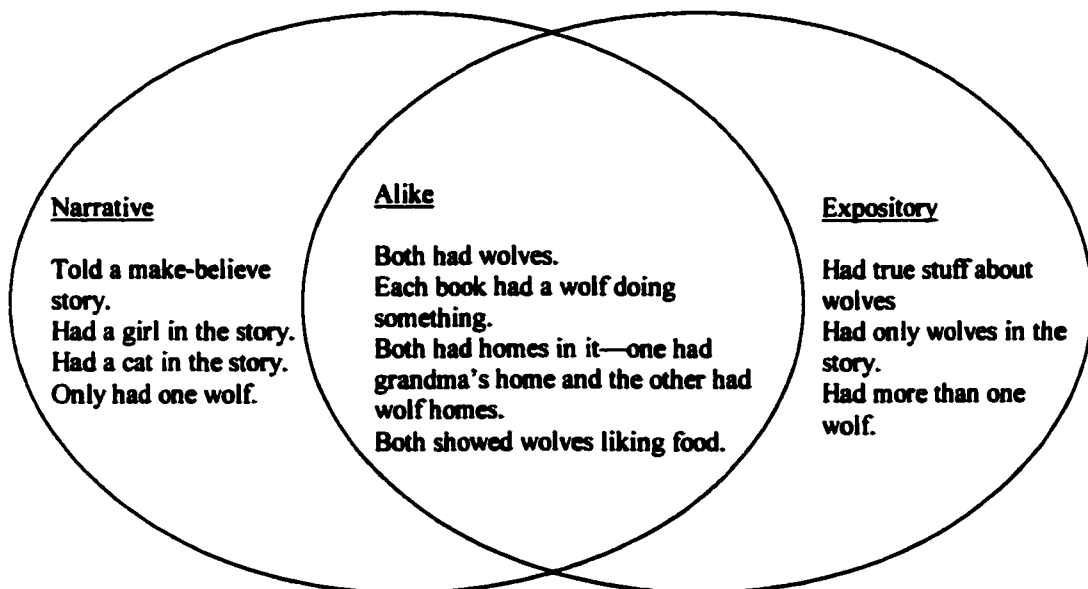 Narrative
Told a make-believe
story.
Had a girl in the story.
Had a cat in the story.
Only had one wolf.
Alike
Both had wolves.
Each book had a wolf doing
something.
Both had homes in it—one had
grandma's home and the other had
wolf homes.
Both showed wolves liking food.
Expository
Had true stuff about
wolves
Had only wolves in the
story.
Had more than one
wolf.